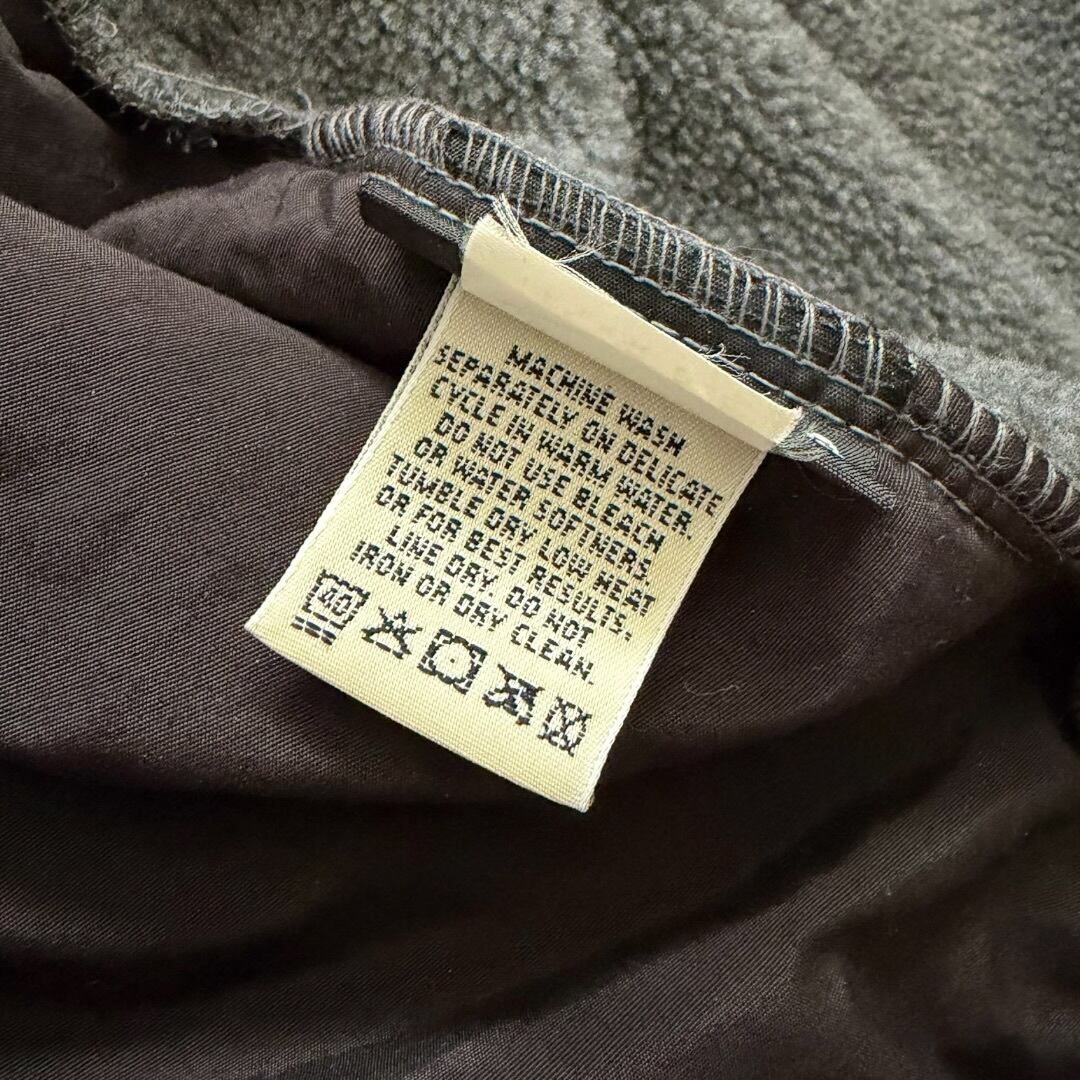 MACHINE WASH
SEPARATELY ON DELICATE
CYCLE IN WARM WATER.
DO NOT USE BLEACH
OR WATER SOFTNERS.
TUMBLE DRY LOW HEAT
OR FOR BEST RESULTS,
LINE DRY. DO NOT
IRON OR DRY CLEAN.
40